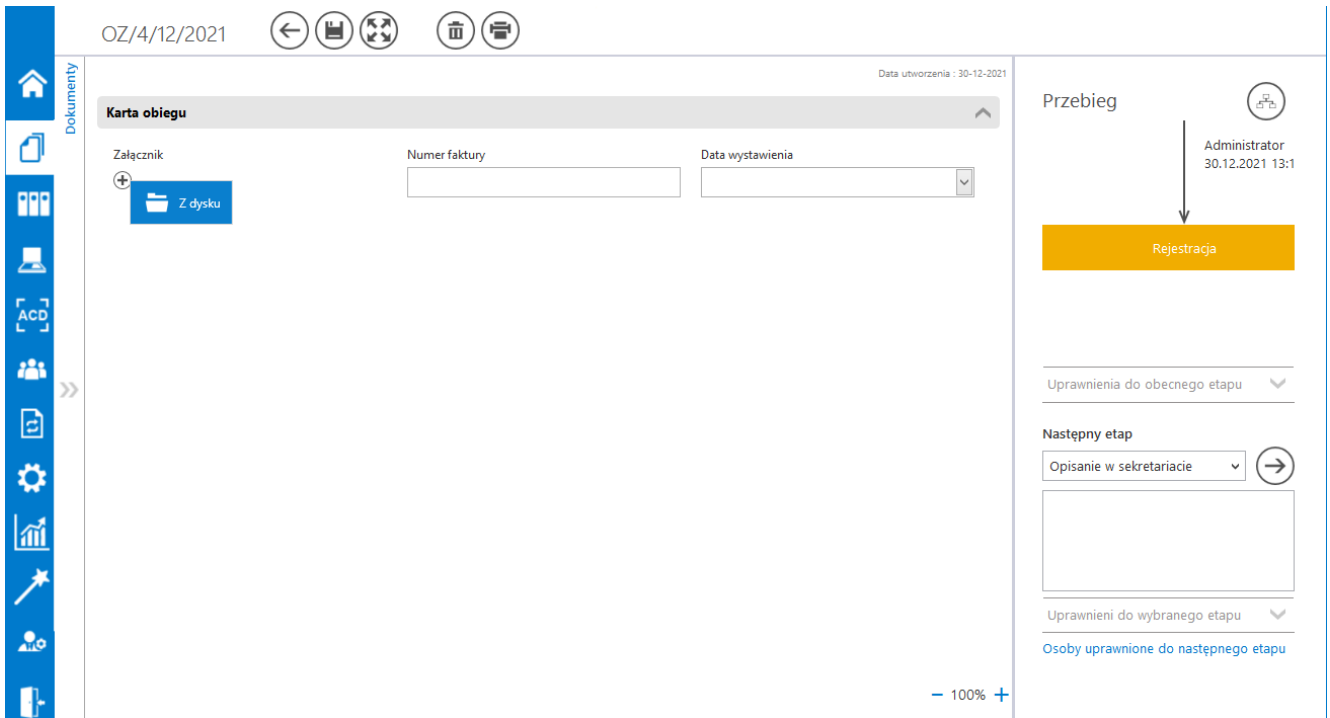 OZ/4/12/2021
Dokumenty
Data utworzenia : 30-12-2021
Karta obiegu
Załącznik
Numer faktury
Data wystawienia
Z dysku
ACD
- 100% +
Przebieg
Administrator
30.12.2021 13:1
Rejestracja
Uprawnienia do obecnego etapu
Następny etap
Opisanie w sekretariacie
Uprawnieni do wybranego etapu
Osoby uprawnione do następnego etapu